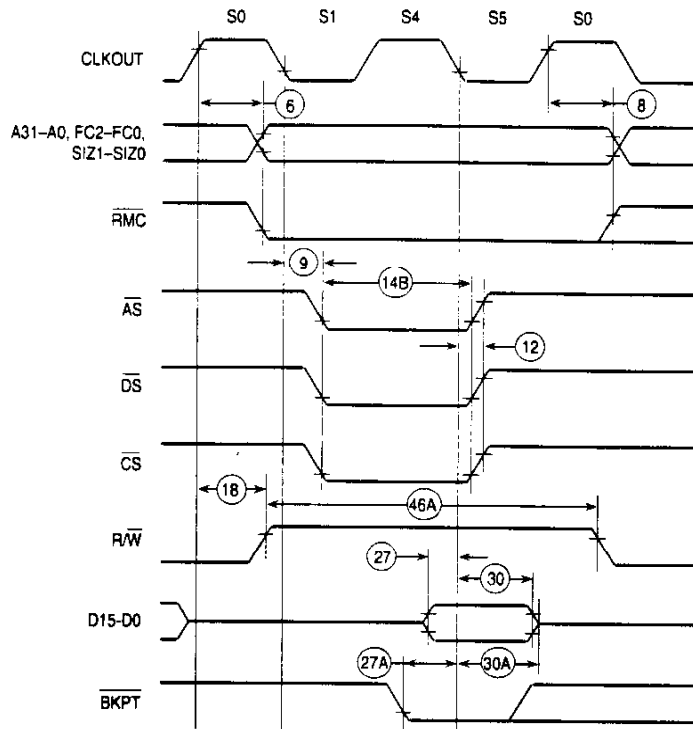 S0 S1 S4 S5 S0
CLKOUT
6 8
A31–A0, FC2–FC0,
SIZ1–SIZ0
RMC
9 14B
AS
12
DS
CS
18 46A
R/W
27 30
D15-D0
27A 30A
BKPT